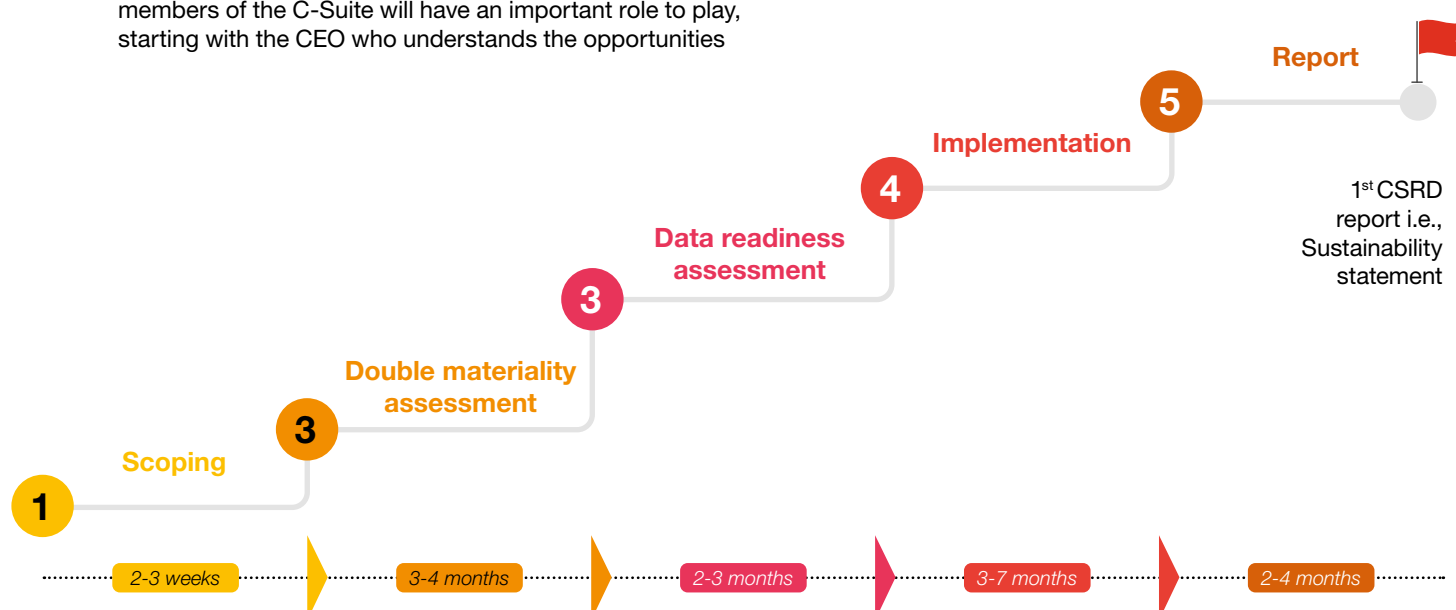 members of the C-Suite will have an important role to play,
starting with the CEO who understands the opportunities
Report
5
Implementation
4
1st CSRD
report i.e.,
Sustainability
statement
Data readiness
assessment
3
Double materiality
assessment
3
Scoping
1
2-3 weeks
3-4 months
2-3 months
3-7 months
2-4 months